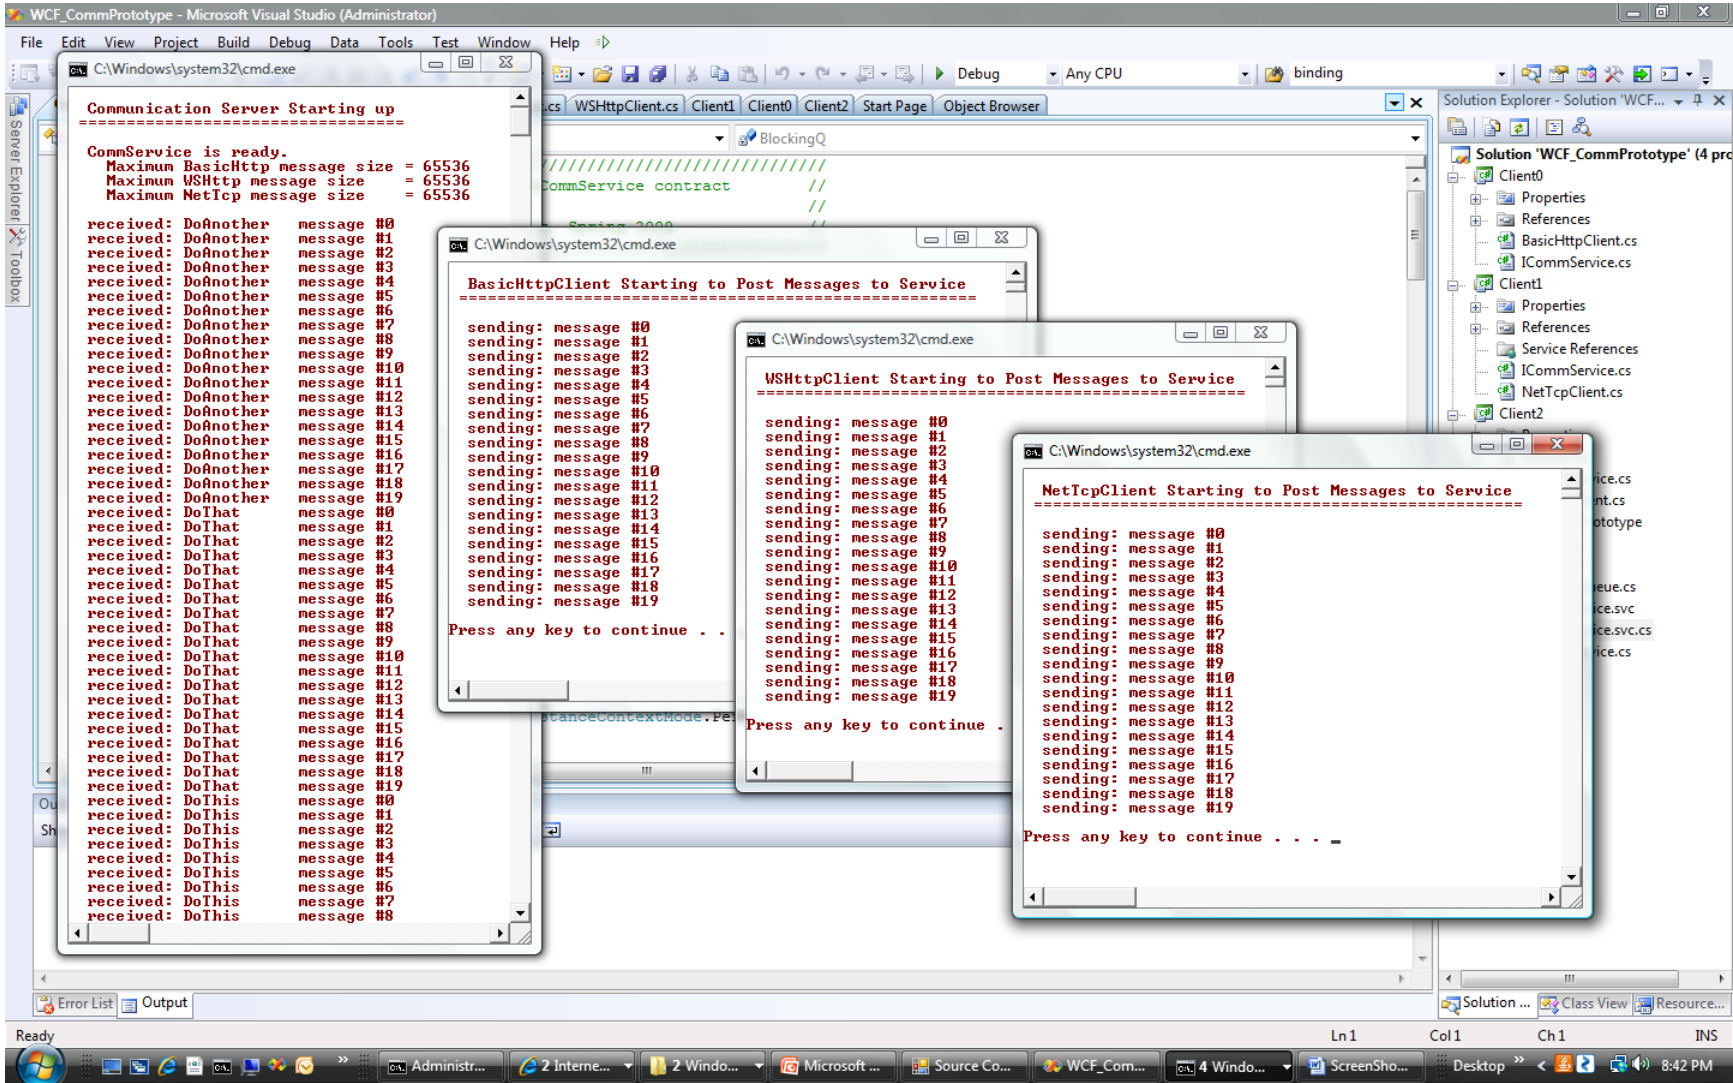 WCF_CommPrototype - Microsoft Visual Studio (Administrator)
File Edit View Project Build Debug Data Tools Test Window Help
Debug Any CPU binding
.cs WSHttpClient.cs Client1 Client0 Client2 Start Page Object Browser
BlockingQ
Server Explorer
Toolbox
//////////////////////////////
CommService contract //
//
Spring 2009 //
stanceContextMode.Per
C:\Windows\system32\cmd.exe
Communication Server Starting up
==================================
CommService is ready.
Maximum BasicHttp message size = 65536
Maximum WSHttp message size = 65536
Maximum NetTcp message size = 65536
received: DoAnother message #0
received: DoAnother message #1
received: DoAnother message #2
received: DoAnother message #3
received: DoAnother message #4
received: DoAnother message #5
received: DoAnother message #6
received: DoAnother message #7
received: DoAnother message #8
received: DoAnother message #9
received: DoAnother message #10
received: DoAnother message #11
received: DoAnother message #12
received: DoAnother message #13
received: DoAnother message #14
received: DoAnother message #15
received: DoAnother message #16
received: DoAnother message #17
received: DoAnother message #18
received: DoAnother message #19
received: DoThat message #0
received: DoThat message #1
received: DoThat message #2
received: DoThat message #3
received: DoThat message #4
received: DoThat message #5
received: DoThat message #6
received: DoThat message #7
received: DoThat message #8
received: DoThat message #9
received: DoThat message #10
received: DoThat message #11
received: DoThat message #12
received: DoThat message #13
received: DoThat message #14
received: DoThat message #15
received: DoThat message #16
received: DoThat message #17
received: DoThat message #18
received: DoThat message #19
received: DoThis message #0
received: DoThis message #1
received: DoThis message #2
received: DoThis message #3
received: DoThis message #4
received: DoThis message #5
received: DoThis message #6
received: DoThis message #7
received: DoThis message #8
C:\Windows\system32\cmd.exe
BasicHttpClient Starting to Post Messages to Service
======================================================
sending: message #0
sending: message #1
sending: message #2
sending: message #3
sending: message #4
sending: message #5
sending: message #6
sending: message #7
sending: message #8
sending: message #9
sending: message #10
sending: message #11
sending: message #12
sending: message #13
sending: message #14
sending: message #15
sending: message #16
sending: message #17
sending: message #18
sending: message #19
Press any key to continue . .
C:\Windows\system32\cmd.exe
WSHttpClient Starting to Post Messages to Service
===================================================
sending: message #0
sending: message #1
sending: message #2
sending: message #3
sending: message #4
sending: message #5
sending: message #6
sending: message #7
sending: message #8
sending: message #9
sending: message #10
sending: message #11
sending: message #12
sending: message #13
sending: message #14
sending: message #15
sending: message #16
sending: message #17
sending: message #18
sending: message #19
Press any key to continue .
C:\Windows\system32\cmd.exe
NetTcpClient Starting to Post Messages to Service
===================================================
sending: message #0
sending: message #1
sending: message #2
sending: message #3
sending: message #4
sending: message #5
sending: message #6
sending: message #7
sending: message #8
sending: message #9
sending: message #10
sending: message #11
sending: message #12
sending: message #13
sending: message #14
sending: message #15
sending: message #16
sending: message #17
sending: message #18
sending: message #19
Press any key to continue . . . _
Solution Explorer - Solution 'WCF...
Solution 'WCF_CommPrototype' (4 pro
Client0
Properties
References
BasicHttpClient.cs
ICommService.cs
Client1
Properties
References
Service References
ICommService.cs
NetTcpClient.cs
Client2
vice.cs
ent.cs
ototype
ueue.cs
ice.svc
ice.svc.cs
vice.cs
Ou
Sh
Error List Output
Solution ... Class View Resource...
Ready Ln 1 Col 1 Ch 1 INS
Administr... 2 Interne... 2 Windo... Microsoft ... Source Co... WCF_Com... 4 Windo... ScreenSho... Desktop 8:42 PM